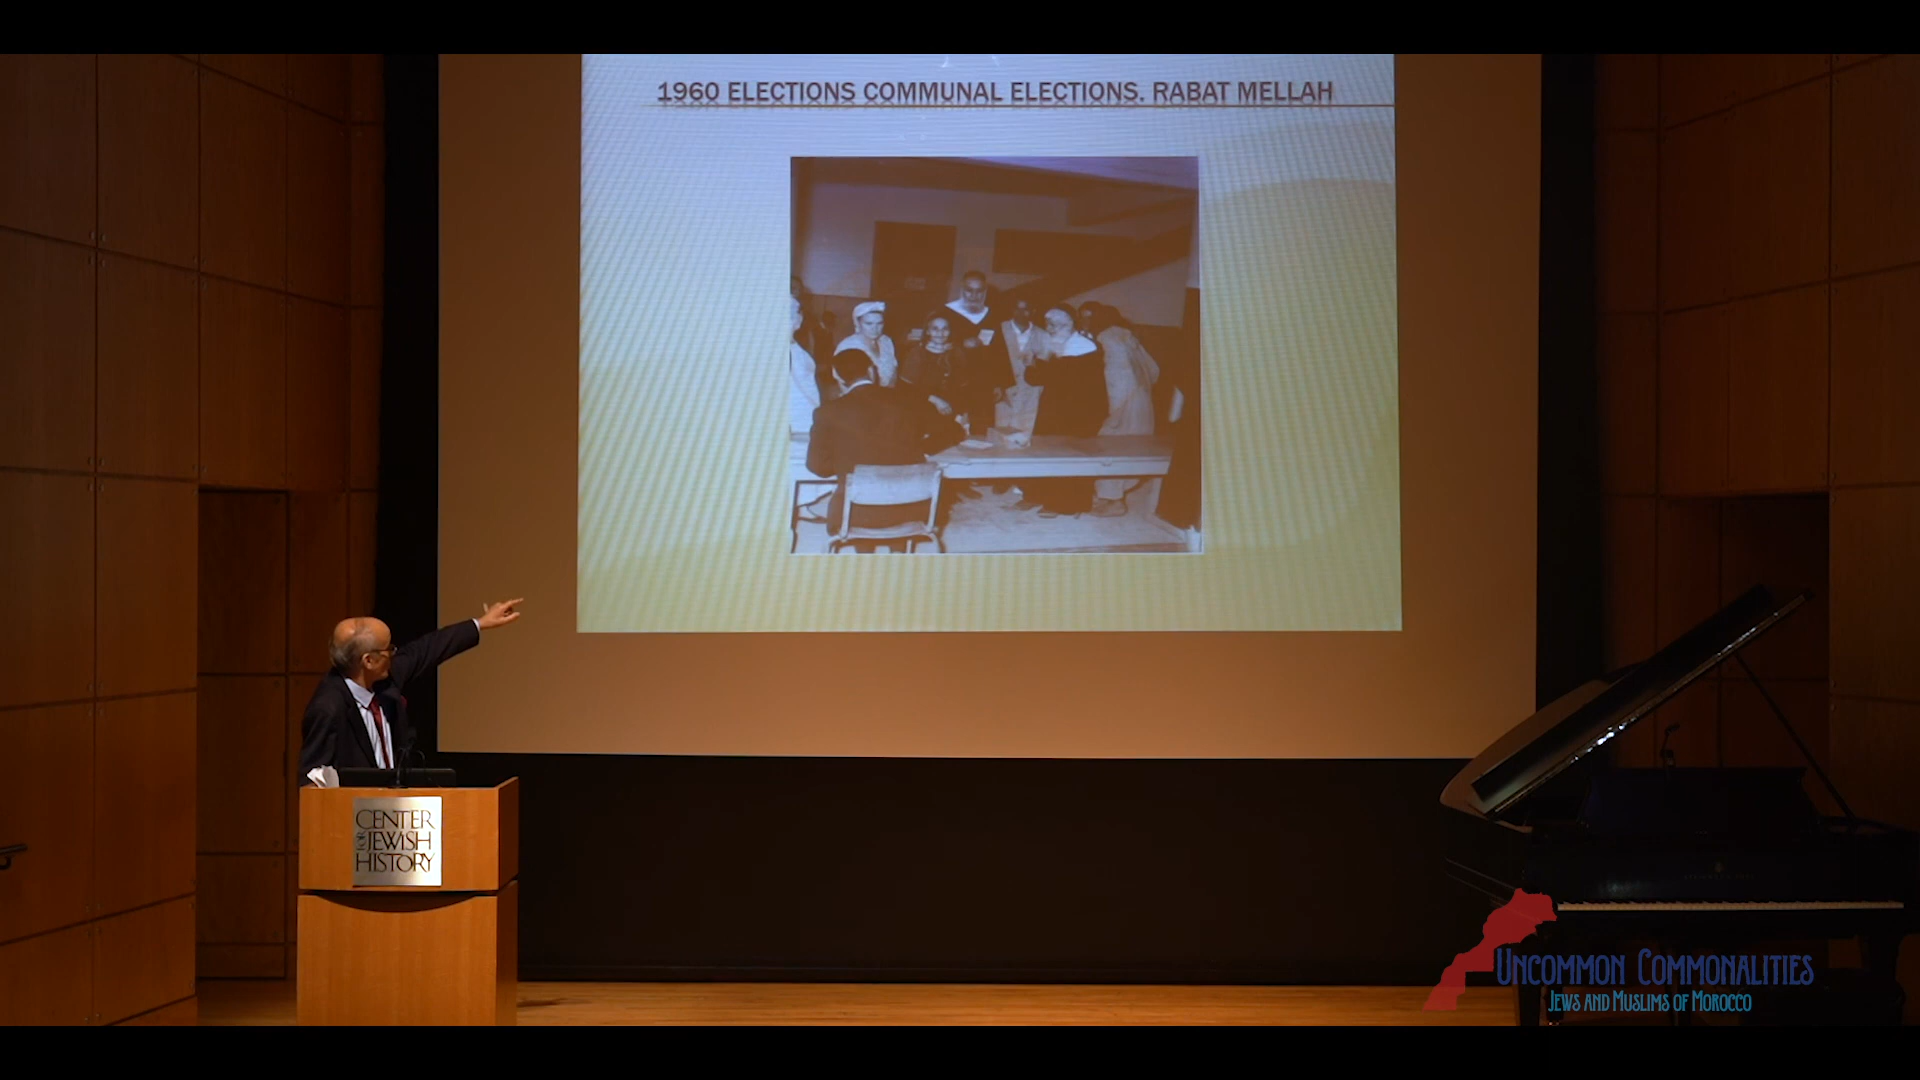 1960 ELECTIONS COMMUNAL ELECTIONS. RABAT MELLAH
CENTER
FOR JEWISH
HISTORY
UNCOMMON COMMONALITIES
JEWS AND MUSLIMS OF MOROCCO